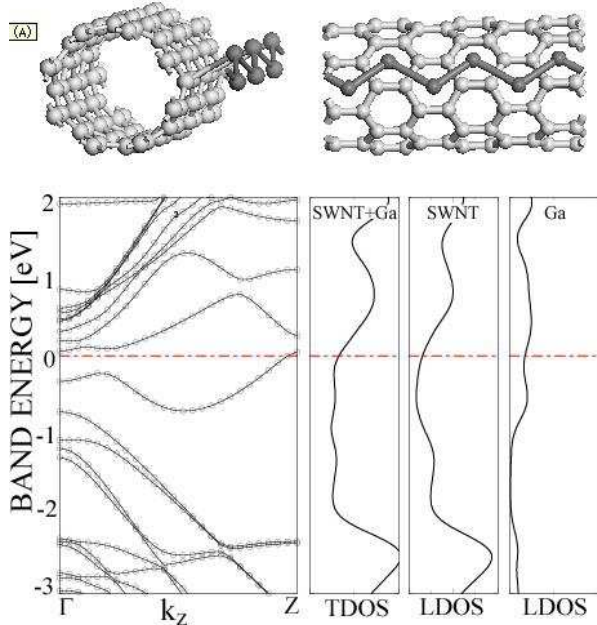 (A)
SWNT+Ga
SWNT
Ga
BAND ENERGY [eV]
2
1
0
-1
-2
-3
Γ
k_z
Z
TDOS
LDOS
LDOS